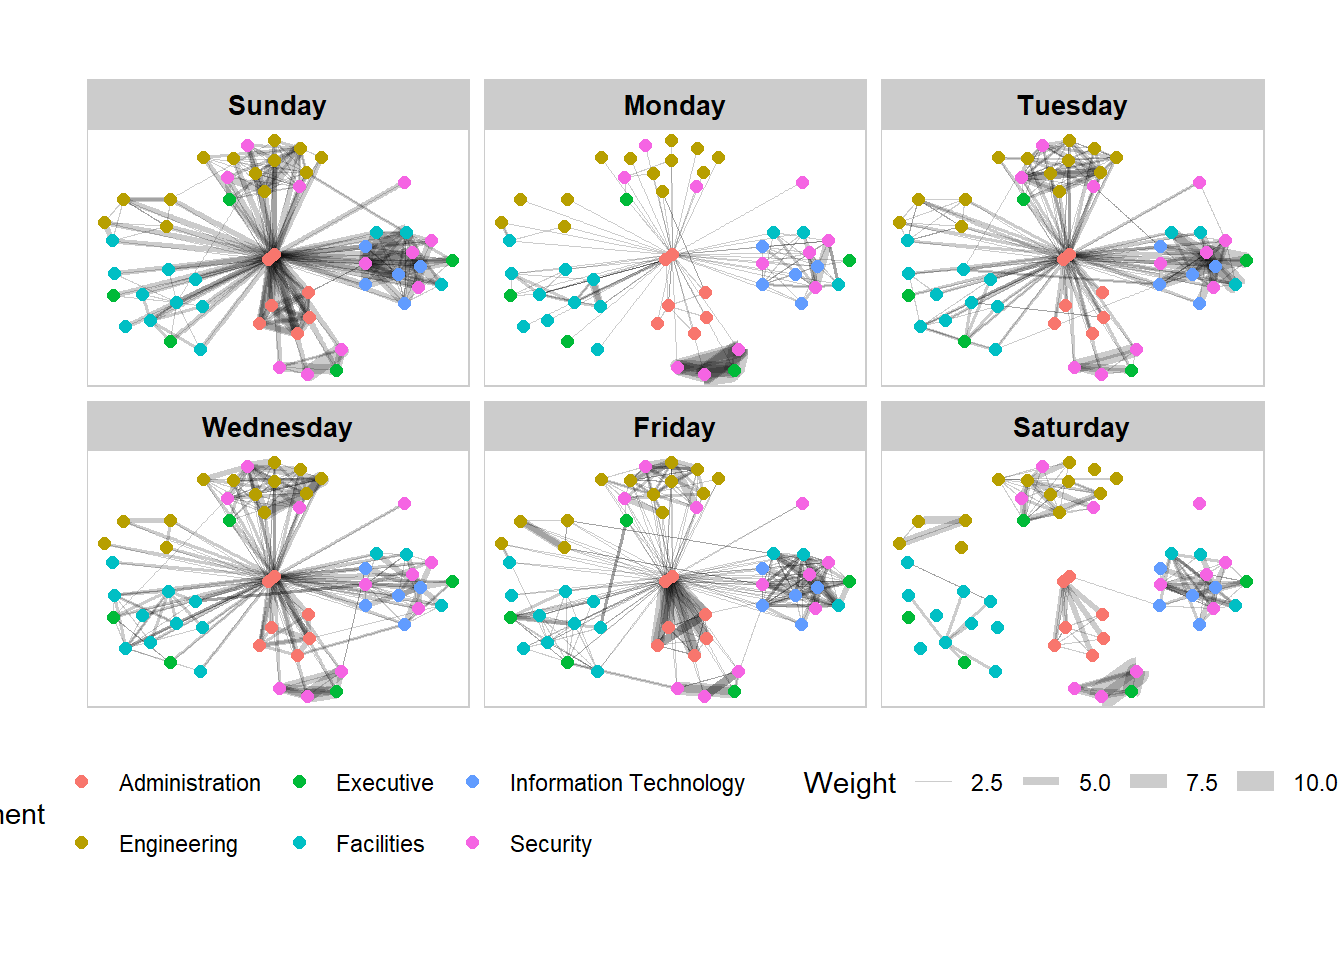 Sunday
Monday
Tuesday
Wednesday
Friday
Saturday
Administration
Executive
Information Technology
Weight
2.5
5.0
7.5
10.0
Engineering
Facilities
Security